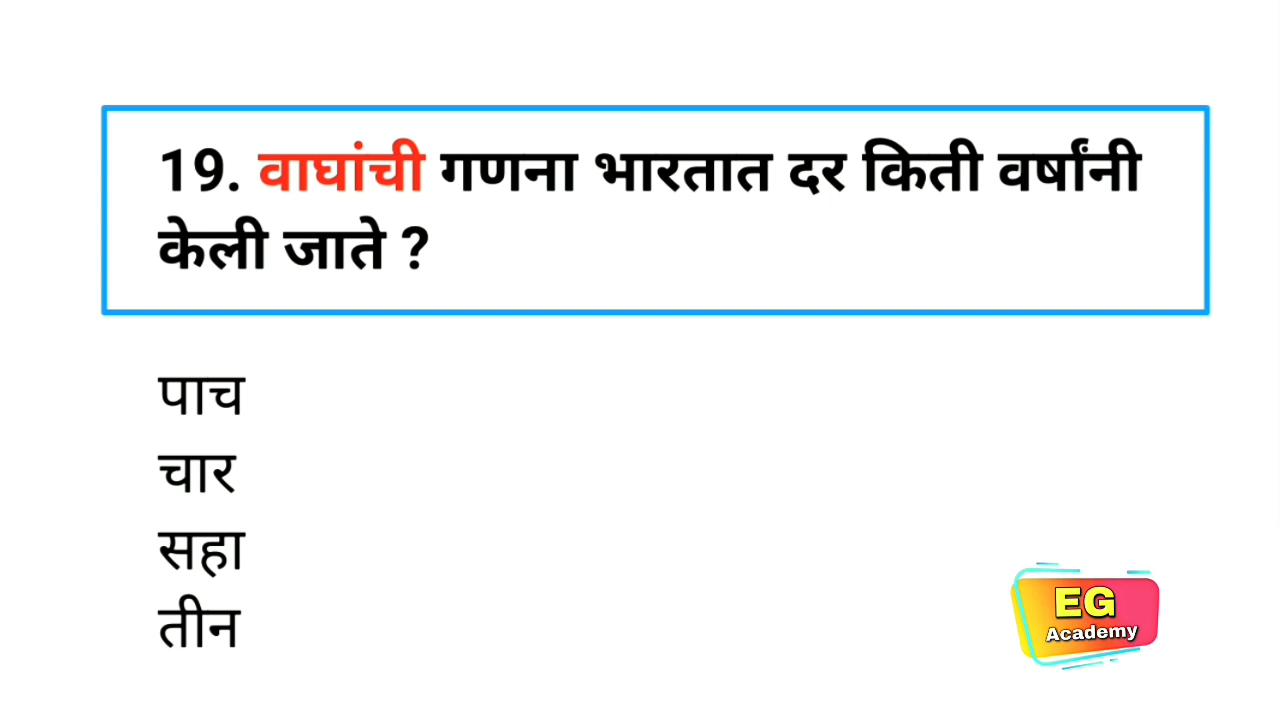 19. वाघांची गणना भारतात दर किती वर्षांनी
केली जाते ?
पाच
चार
सहा
तीन
EG
Academy